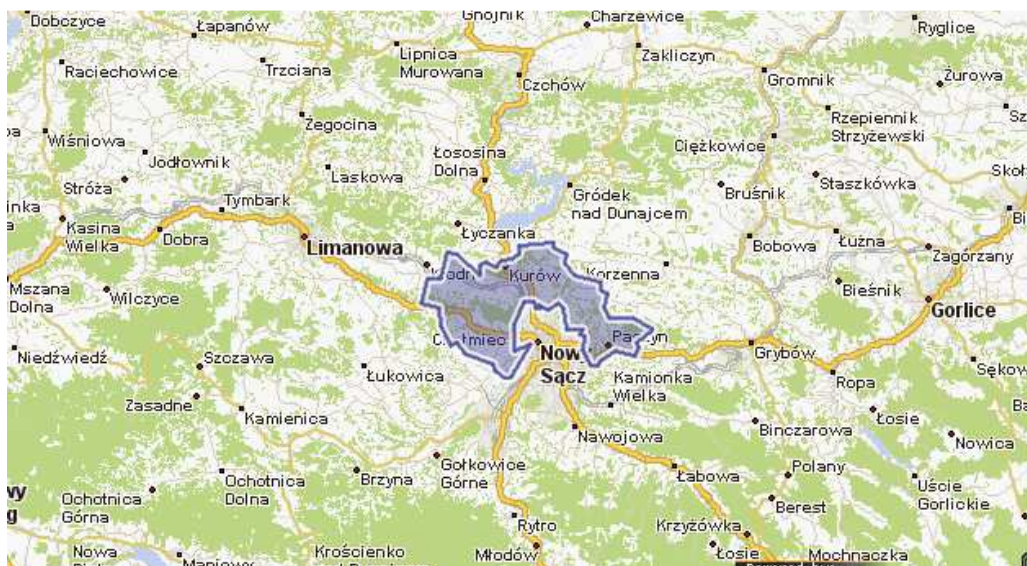 Dobczyce
Łapanów
Gnojnik
Charzewice
Ryglice
Raciechowice
Trzciana
Lipnica
Murowana
Zakliczyn
Czchów
Gromnik
Żurowa
Żegocina
Rzepiennik
Strzyżewski
Wiśniowa
Jodłownik
Łososina
Dolna
Ciężkowice
Stróża
Laskowa
Gródek
nad Dunajcem
Bruśnik
Staszkówka
Tymbark
Kasina
Wielka
Dobra
Limanowa
Łyczanka
Bobowa
Łużna
Zagórzany
Kurów
Korzenna
Mszana
Dolna
Wilczyce
Bieśnik
Gorlice
Niedźwiedź
Szczawa
Nowy
Sącz
Grybów
Łukowica
Kamionka
Wielka
Ropa
Zasadne
Kamienica
Łosie
Binczarowa
Nowica
Nawojowa
Gołkowice
Górne
Brzyna
Łabowa
Polany
Ochotnica
Dolna
Ochotnica
Górna
Berest
Uście
Gorlickie
Rytro
Krzyżówka
Krościenko
Młodów
Łosie
Mochnaczka
Nowa